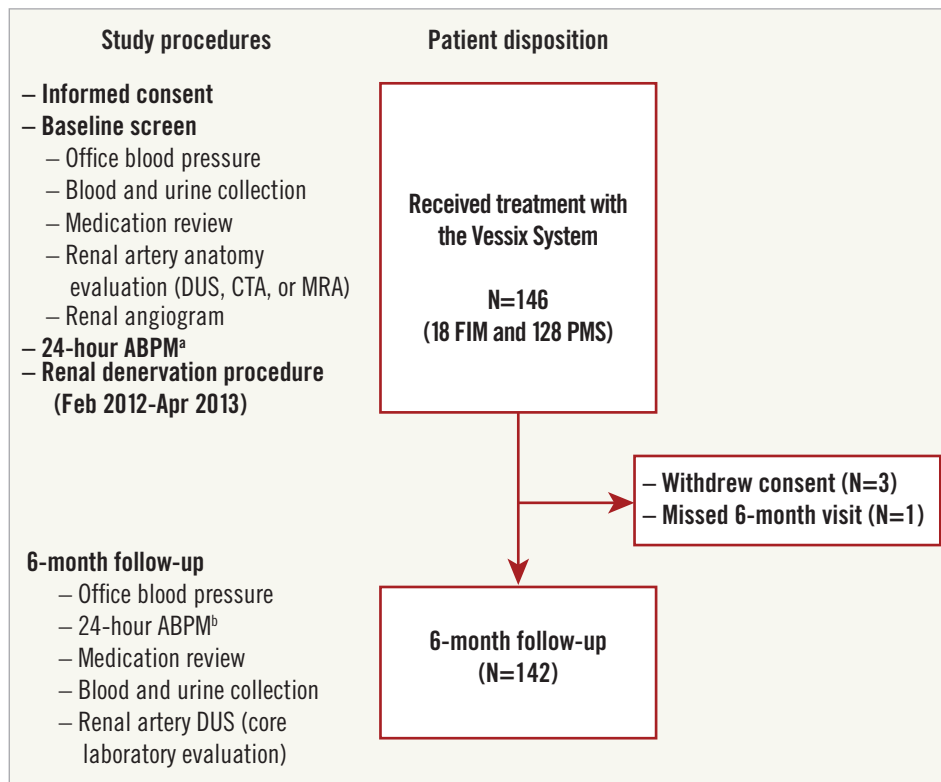 Study procedures
Patient disposition
– Informed consent
– Baseline screen
– Office blood pressure
– Blood and urine collection
– Medication review
– Renal artery anatomy
evaluation (DUS, CTA, or MRA)
– Renal angiogram
– 24-hour ABPMᵃ
– Renal denervation procedure
(Feb 2012-Apr 2013)
Received treatment with
the Vessix System
N=146
(18 FIM and 128 PMS)
– Withdrew consent (N=3)
– Missed 6-month visit (N=1)
6-month follow-up
– Office blood pressure
– 24-hour ABPMᵇ
– Medication review
– Blood and urine collection
– Renal artery DUS (core
laboratory evaluation)
6-month follow-up
(N=142)